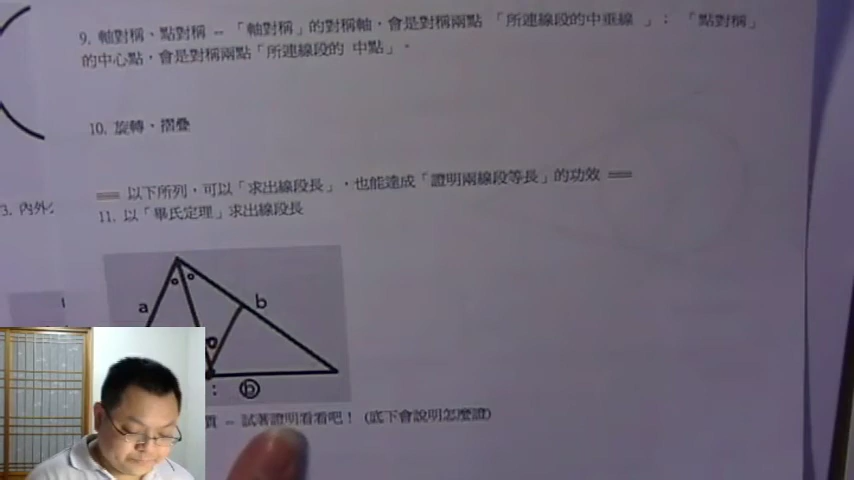 9. 軸對稱、點對稱 -- 「軸對稱」的對稱軸，會是對稱兩點 「所連線段的中垂線 」； 「點對稱」
的中心點，會是對稱兩點「所連線段的 中點」。
10. 旋轉、摺疊
=== 以下所列，可以「求出線段長」，也能達成「證明兩線段等長」的功效 ===
3. 內外
11. 以「畢氏定理」求出線段長
a
b
: ⓑ
質 -- 試著證明看看吧！ (底下會說明怎麼證)